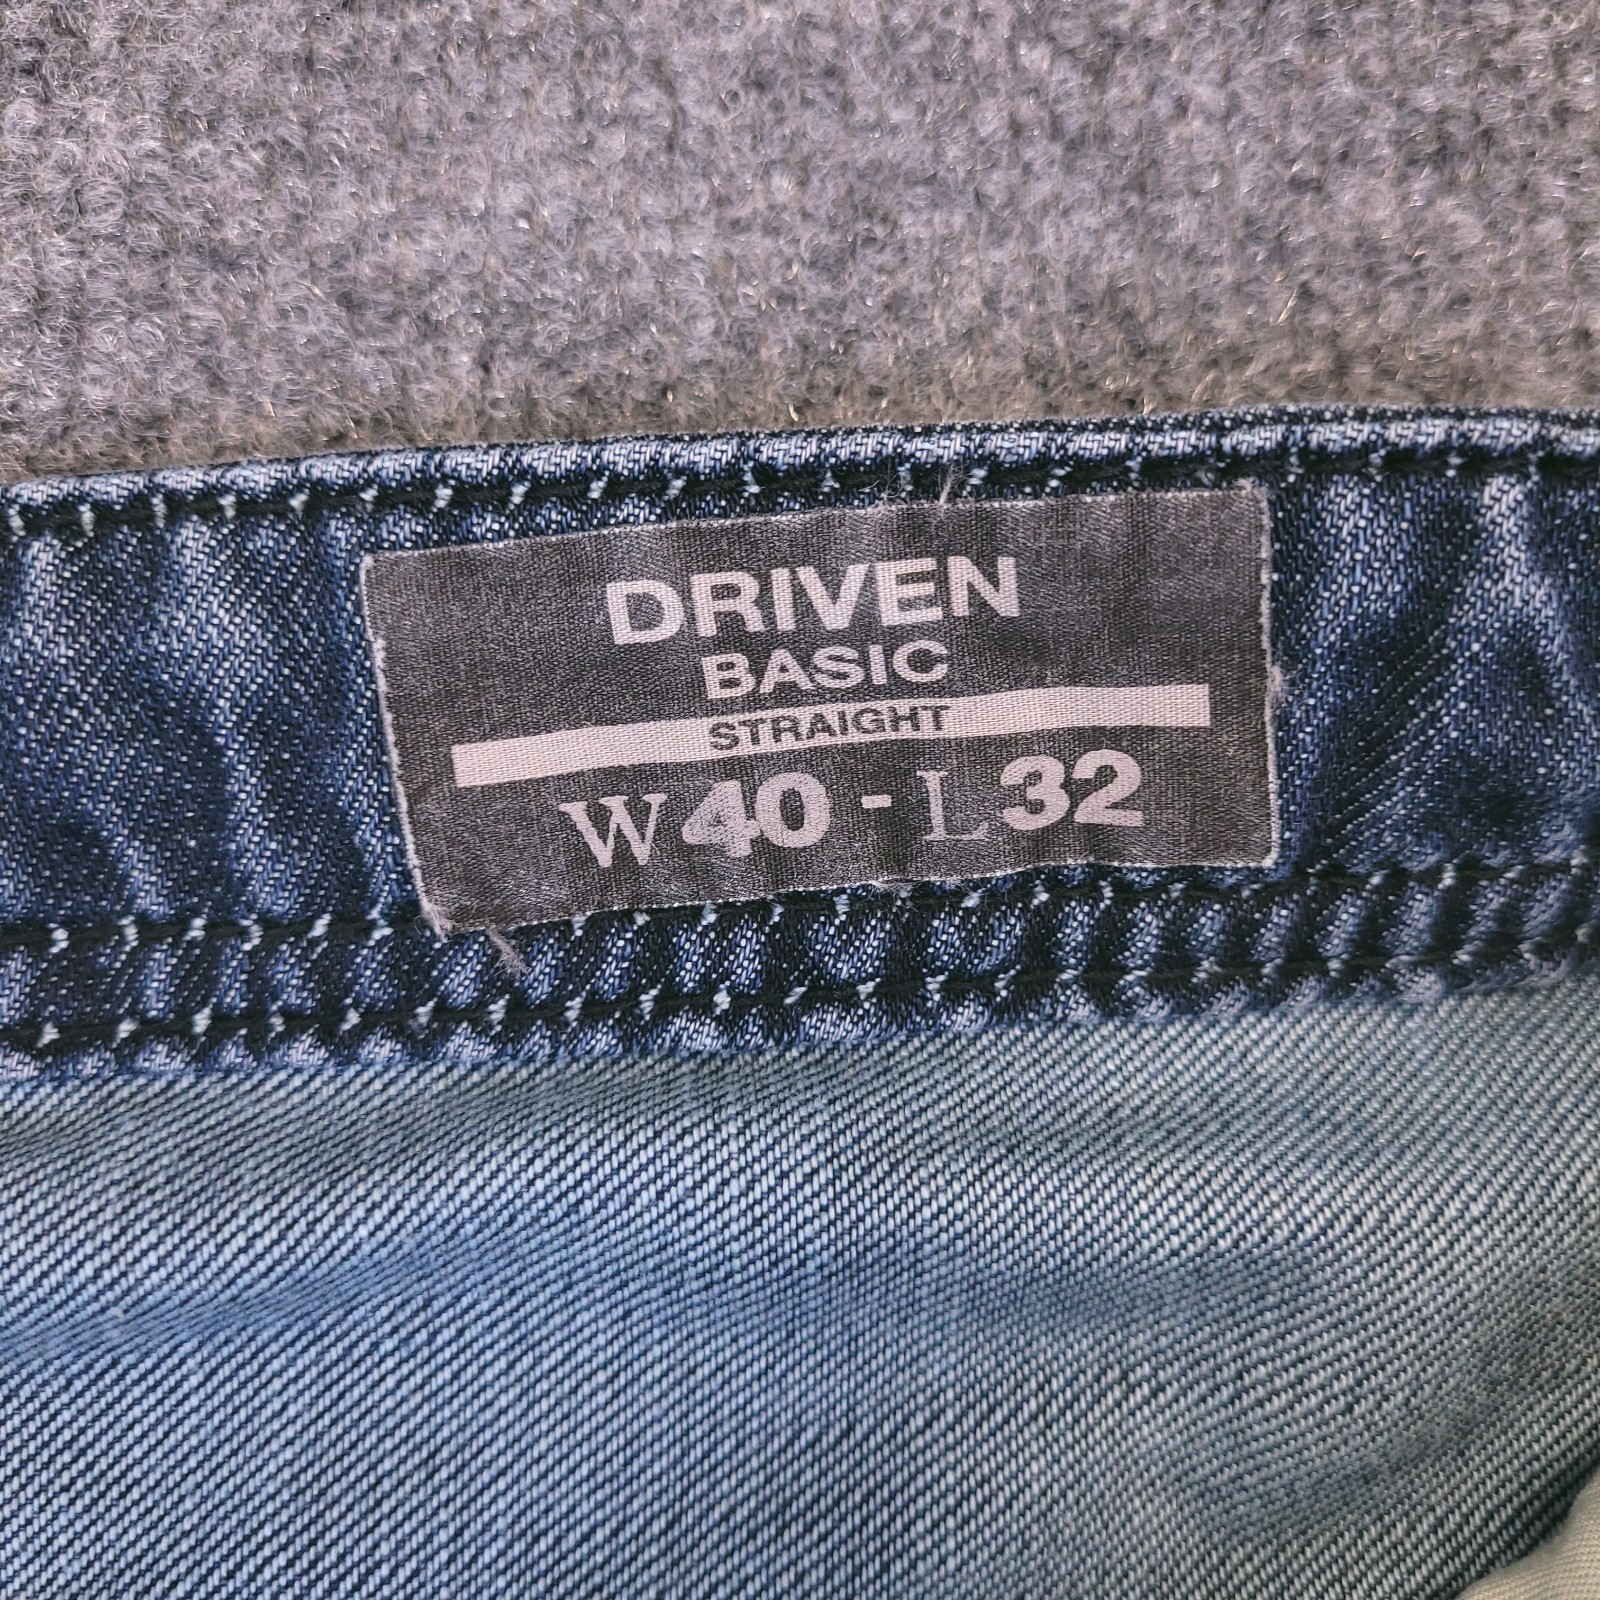 DRIVEN
BASIC
STRAIGHT
W40 - L32